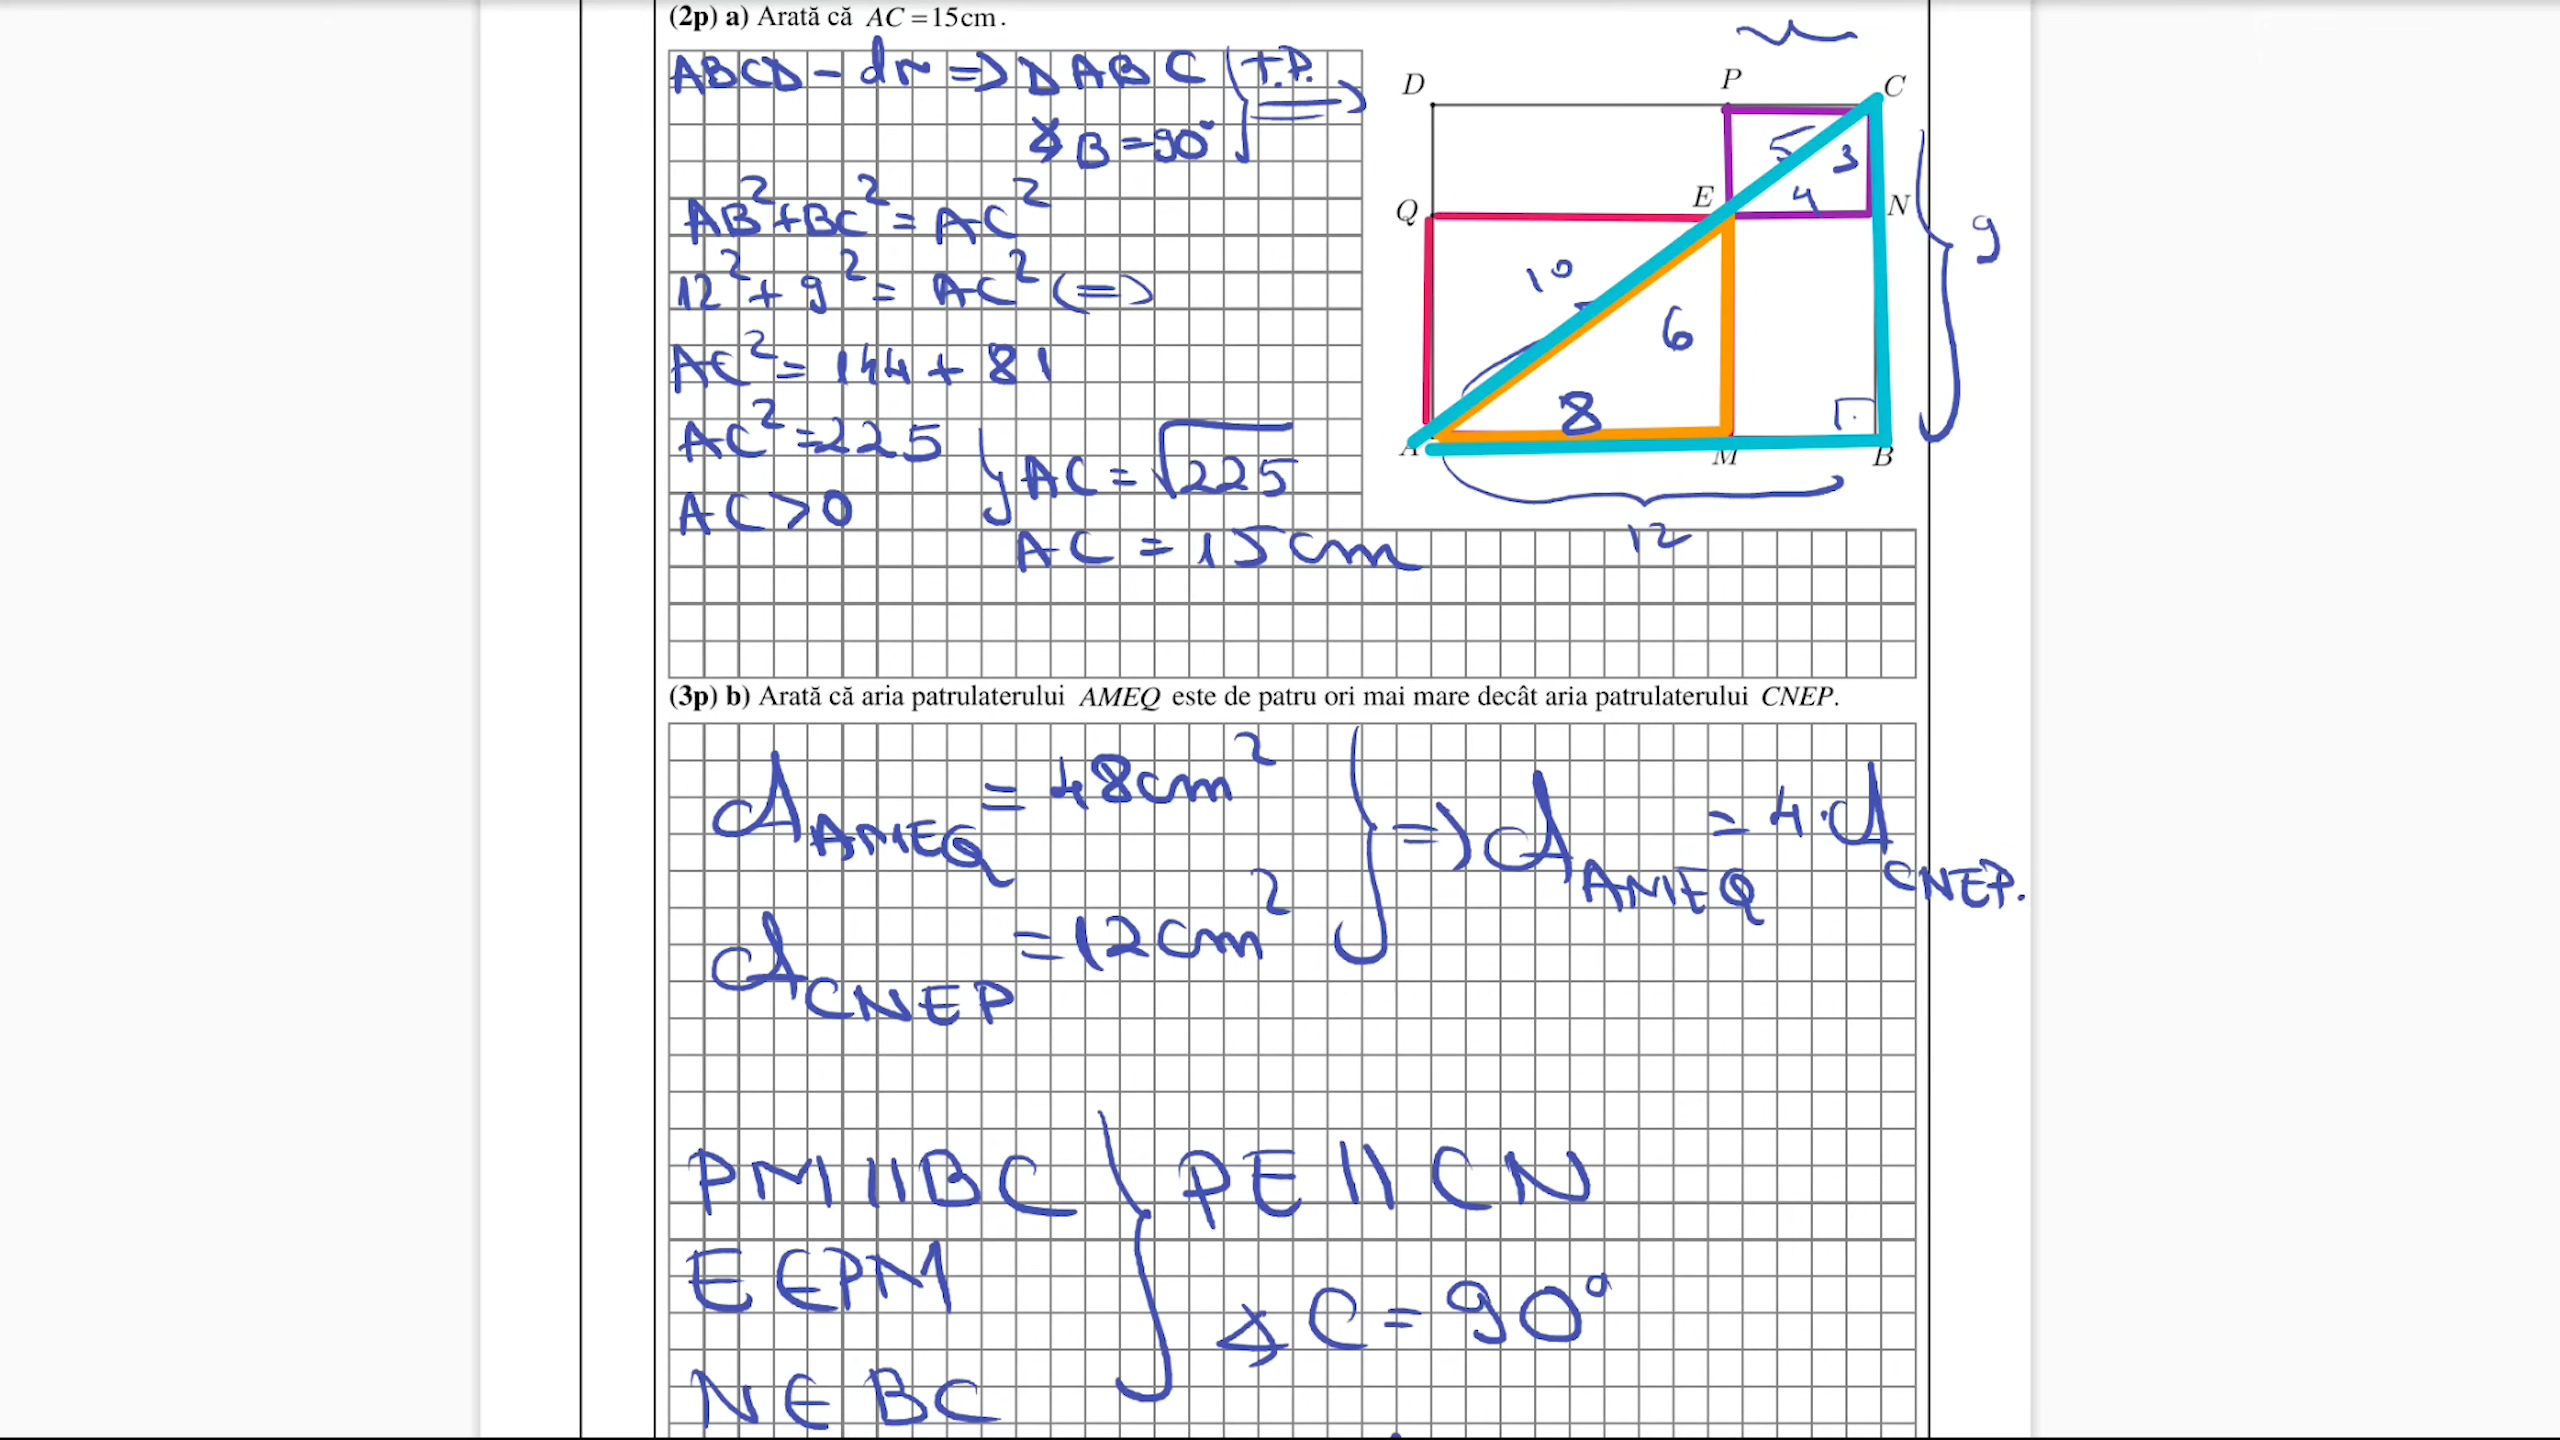 (2p) a) Arată că AC = 15cm.
ABCD - dr => Δ ABC } T.P. =>
∢ B = 90°
AB² + BC² = AC²
12² + 9² = AC² (=)
AC² = 144 + 81
AC² = 225
AC > 0
} AC = √225
AC = 15 cm
D P C
5 3
4
Q E N
9
10
6
8
A M B
12
(3p) b) Arată că aria patrulaterului AMEQ este de patru ori mai mare decât aria patrulaterului CNEP.
A AMEQ = 48cm² } => A AMEQ = 4·A CNEP.
A CNEP = 12cm²
PM || BC } PE || CN
E ∈ PM
∢ C = 90°
N ∈ BC